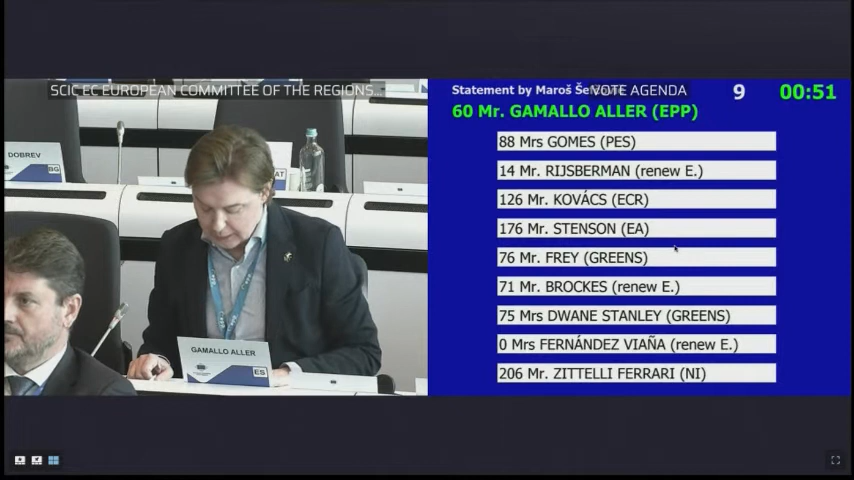 SCIC EC EUROPEAN COMMITTEE OF THE REGIONS...
DOBREV
BG
AT
GAMALLO ALLER
ES
Statement by Maroš
VOTE AGENDA
9
00:51
60 Mr. GAMALLO ALLER (EPP)
88 Mrs GOMES (PES)
14 Mr. RIJSBERMAN (renew E.)
126 Mr. KOVÁCS (ECR)
176 Mr. STENSON (EA)
76 Mr. FREY (GREENS)
71 Mr. BROCKES (renew E.)
75 Mrs DWANE STANLEY (GREENS)
0 Mrs FERNÁNDEZ VIAÑA (renew E.)
206 Mr. ZITTELLI FERRARI (NI)